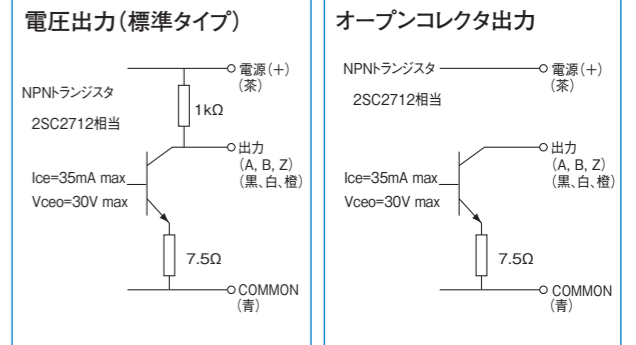 電圧出力（標準タイプ）
電源（＋）
（茶）
NPNトランジスタ
2SC2712相当
1kΩ
出力
（A, B, Z）
（黒、白、橙）
Ice=35mA max
Vceo=30V max
7.5Ω
COMMON
（青）
オープンコレクタ出力
NPNトランジスタ
電源（＋）
（茶）
2SC2712相当
出力
（A, B, Z）
（黒、白、橙）
Ice=35mA max
Vceo=30V max
7.5Ω
COMMON
（青）